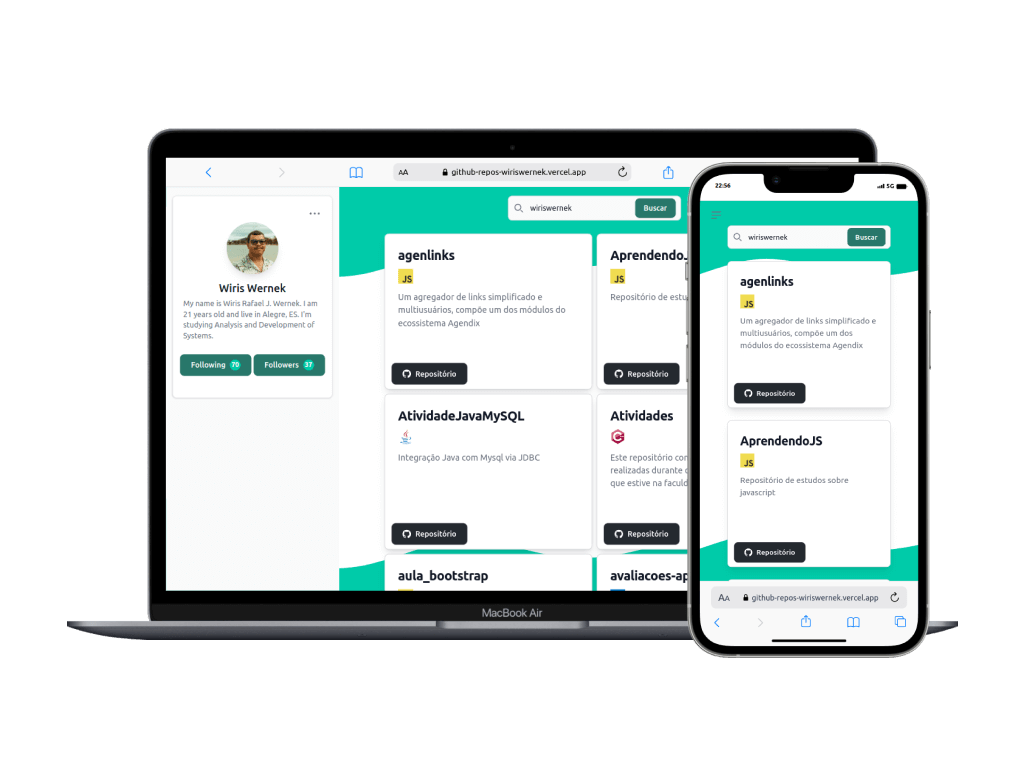 AA
github-repos-wiriswernek.vercel.app
wiriswernek
Buscar
Wiris Wernek
My name is Wiris Rafael J. Wernek. I am
21 years old and live in Alegre, ES. I'm
studying Analysis and Development of
Systems.
Following 70
Followers 37
agenlinks
JS
Um agregador de links simplificado e
multiusuários, compõe um dos módulos do
ecossistema Agendix
Repositório
AprendendoJ
JS
Repositório de estu
Repositório
AtividadeJavaMySQL
Integração Java com Mysql via JDBC
Repositório
Atividades
C
Este repositório con
realizadas durante
que estive na faculd
Repositório
aula_bootstrap
avaliacoes-ap
MacBook Air
22:56
5G
wiriswernek
Buscar
agenlinks
JS
Um agregador de links simplificado e
multiusuários, compõe um dos
módulos do ecossistema Agendix
Repositório
AprendendoJS
JS
Repositório de estudos sobre
javascript
Repositório
AA
github-repos-wiriswernek.vercel.app